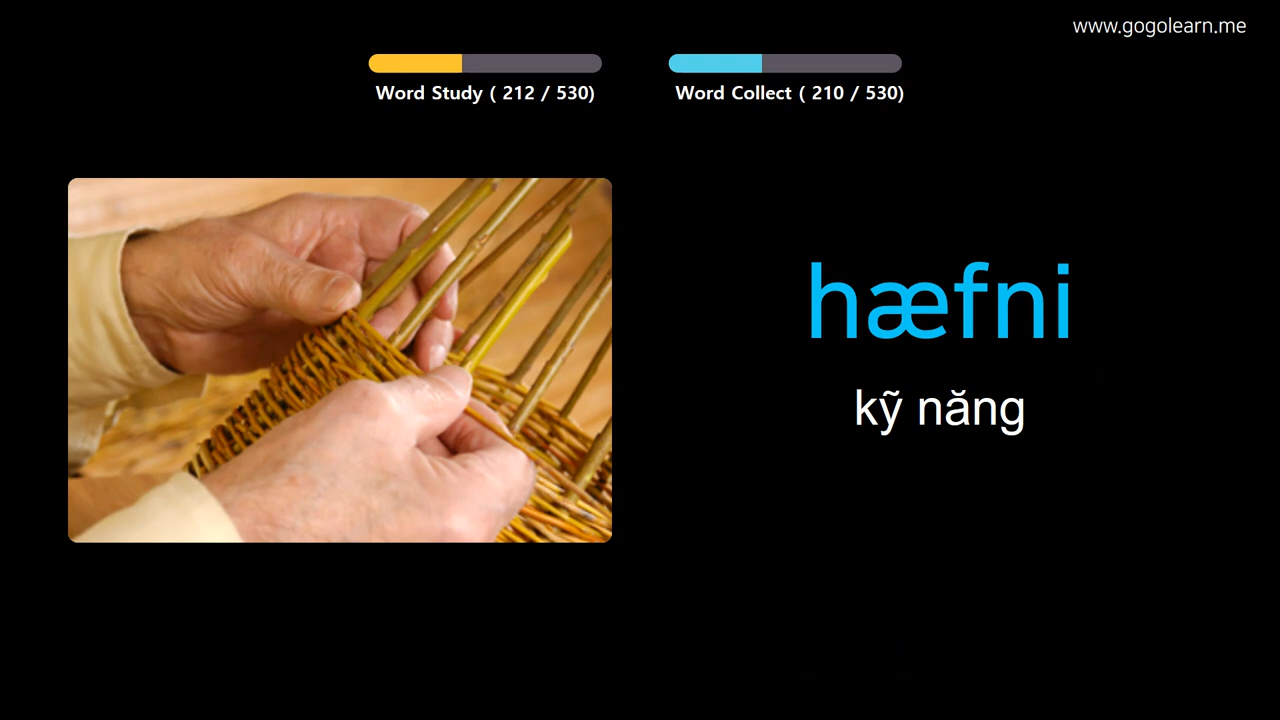 www.gogolearn.me
Word Study ( 212 / 530)
Word Collect ( 210 / 530)
hæfni
kỹ năng